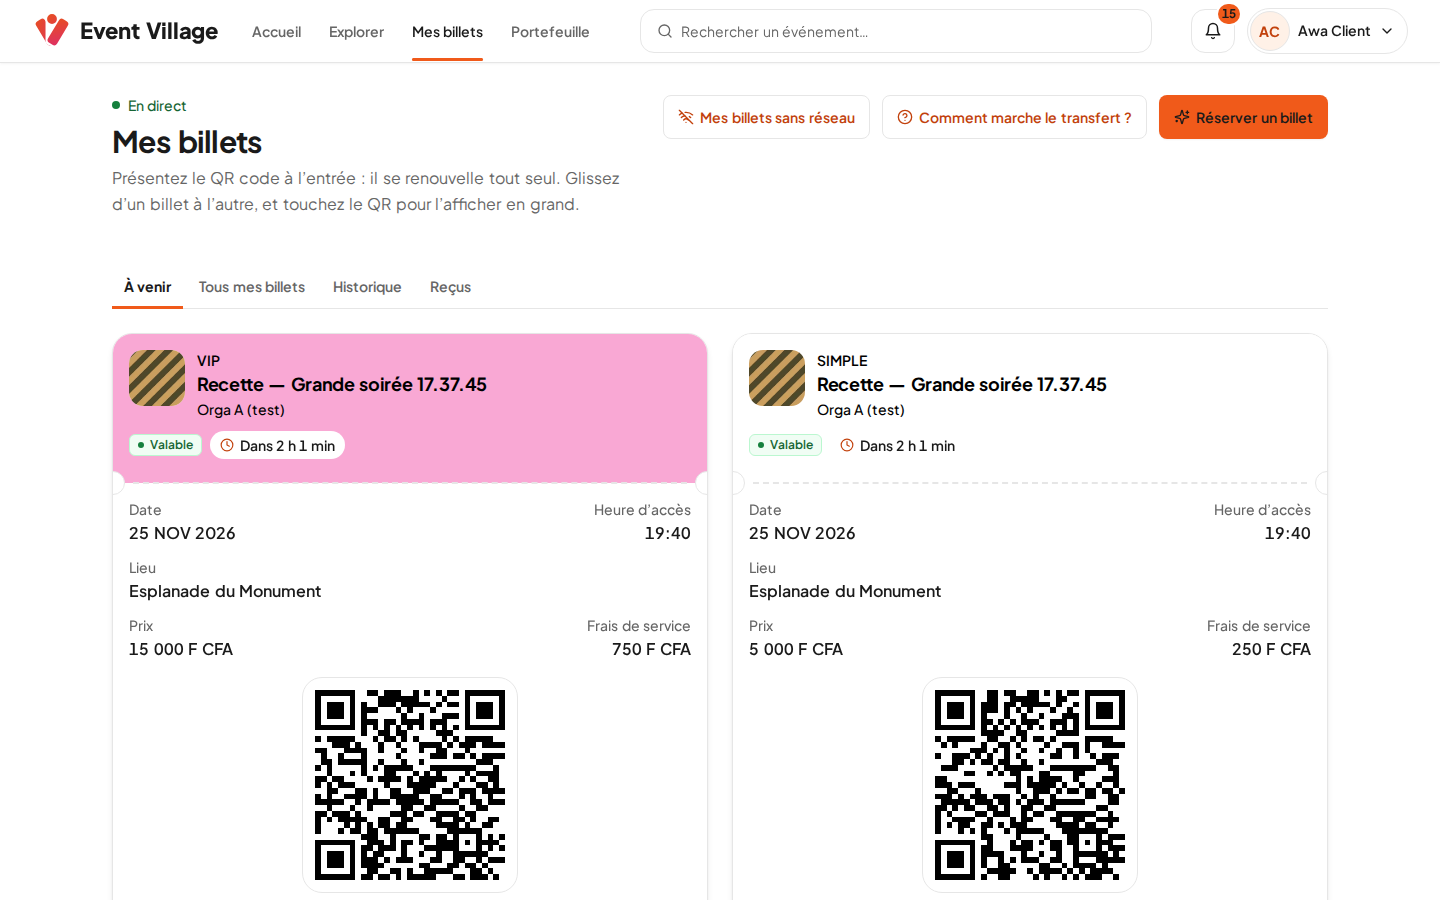 Event Village
Accueil
Explorer
Mes billets
Portefeuille
Rechercher un événement…
15
AC
Awa Client
En direct
Mes billets
Présentez le QR code à l’entrée : il se renouvelle tout seul. Glissez
d’un billet à l’autre, et touchez le QR pour l’afficher en grand.
Mes billets sans réseau
Comment marche le transfert ?
Réserver un billet
À venir
Tous mes billets
Historique
Reçus
VIP
Recette — Grande soirée 17.37.45
Orga A (test)
Valable
Dans 2 h 1 min
Date
Heure d’accès
25 NOV 2026
19:40
Lieu
Esplanade du Monument
Prix
Frais de service
15 000 F CFA
750 F CFA
SIMPLE
Recette — Grande soirée 17.37.45
Orga A (test)
Valable
Dans 2 h 1 min
Date
Heure d’accès
25 NOV 2026
19:40
Lieu
Esplanade du Monument
Prix
Frais de service
5 000 F CFA
250 F CFA